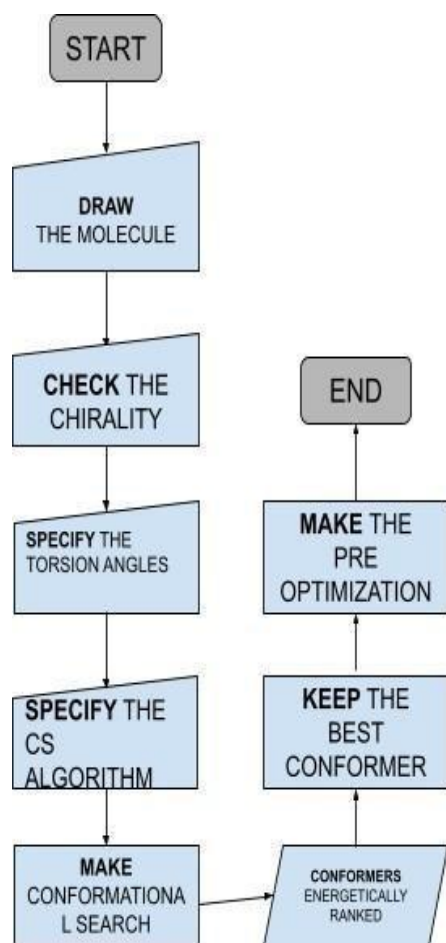 START
DRAW
THE MOLECULE
CHECK THE
CHIRALITY
SPECIFY THE
TORSION ANGLES
SPECIFY THE
CS
ALGORITHM
MAKE
CONFORMATIONA
L SEARCH
CONFORMERS
ENERGETICALLY
RANKED
KEEP THE
BEST
CONFORMER
MAKE THE
PRE
OPTIMIZATION
END